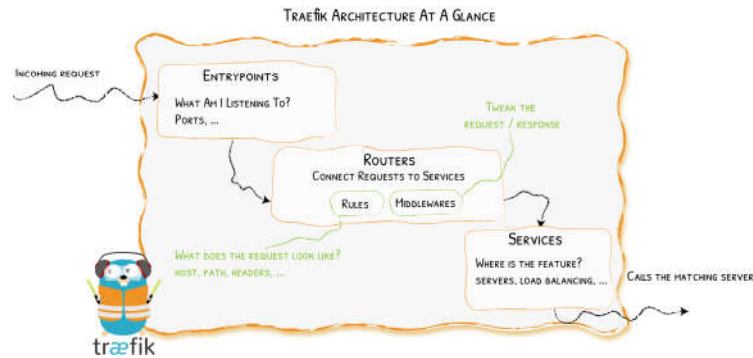 TRAEFIK ARCHITECTURE AT A GLANCE
INCOMING REQUEST
ENTRYPOINTS
WHAT AM I LISTENING TO?
PORTS, ...
TWEAK THE
REQUEST / RESPONSE
ROUTERS
CONNECT REQUESTS TO SERVICES
RULES
MIDDLEWARES
WHAT DOES THE REQUEST LOOK LIKE?
HOST, PATH, HEADERS, ...
SERVICES
WHERE IS THE FEATURE?
SERVERS, LOAD BALANCING, ...
CALLS THE MATCHING SERVER
træfik